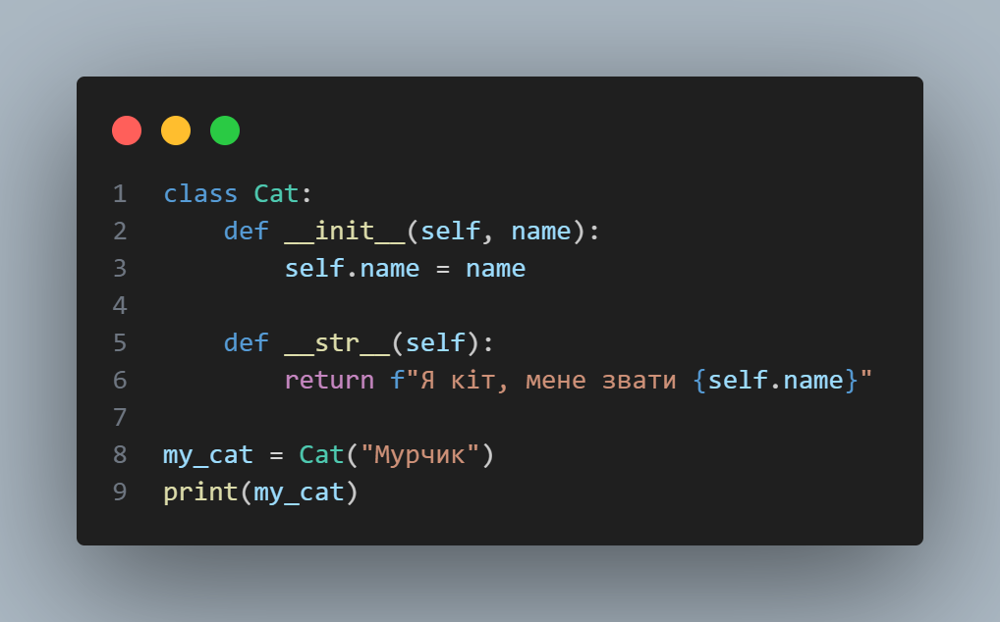 1 class Cat:
2     def __init__(self, name):
3         self.name = name
4
5     def __str__(self):
6         return f"Я кіт, мене звати {self.name}"
7
8 my_cat = Cat("Мурчик")
9 print(my_cat)